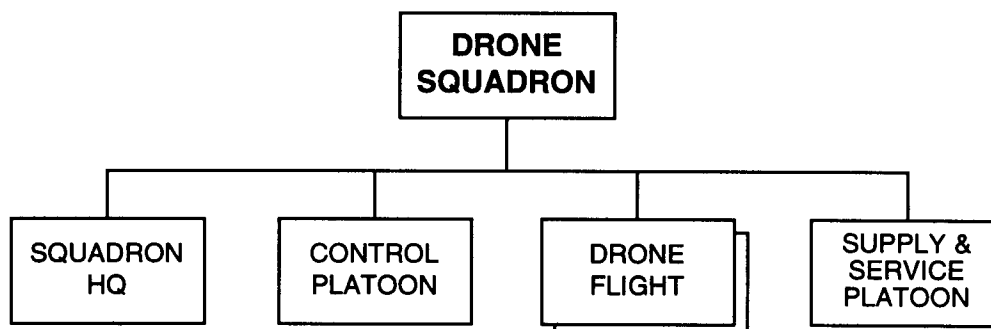 DRONE
SQUADRON
SQUADRON
HQ
CONTROL
PLATOON
DRONE
FLIGHT
SUPPLY &
SERVICE
PLATOON